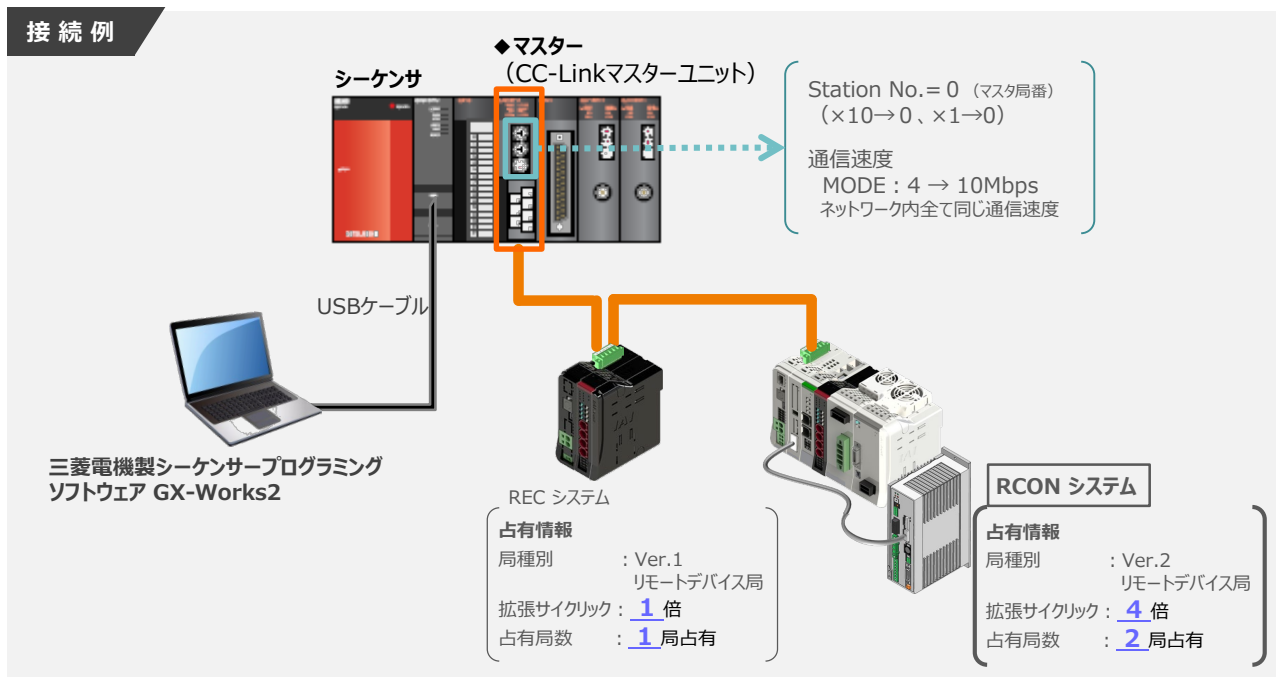 接続例
◆マスター
（CC-Linkマスターユニット）
シーケンサ
Station No.= 0 （マスタ局番）
（×10→０、×1→0）
通信速度
MODE：4 → 10Mbps
ネットワーク内全て同じ通信速度
USBケーブル
三菱電機製シーケンサープログラミング
ソフトウェア GX-Works2
REC システム
占有情報
局種別 ：Ver.1
リモートデバイス局
拡張サイクリック： 1 倍
占有局数 ： 1 局占有
RCON システム
占有情報
局種別 ：Ver.2
リモートデバイス局
拡張サイクリック： 4 倍
占有局数 ： 2 局占有